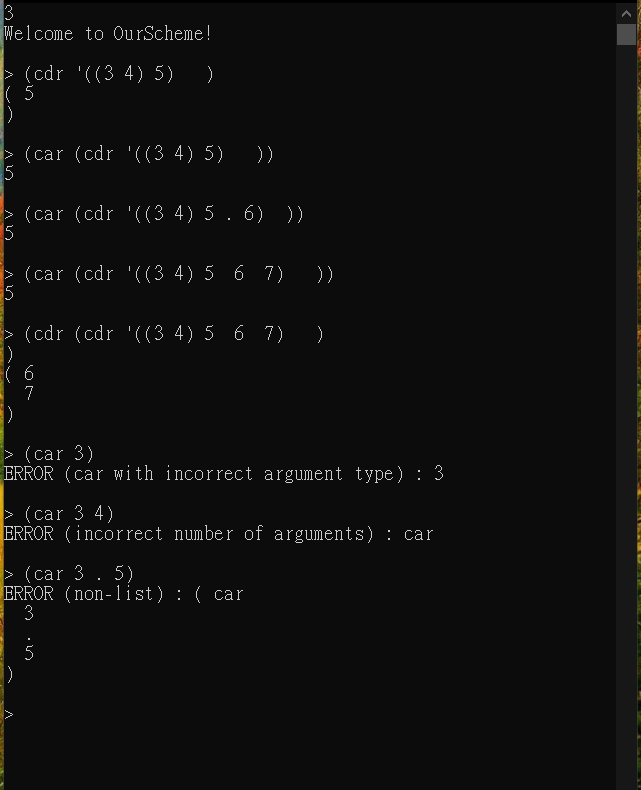 3
Welcome to OurScheme!
> (cdr '((3 4) 5)   )
( 5
)
> (car (cdr '((3 4) 5)   ))
5
> (car (cdr '((3 4) 5 . 6)  ))
5
> (car (cdr '((3 4) 5  6  7)   ))
5
> (cdr (cdr '((3 4) 5  6  7)   )
)
( 6
  7
)
> (car 3)
ERROR (car with incorrect argument type) : 3
> (car 3 4)
ERROR (incorrect number of arguments) : car
> (car 3 . 5)
ERROR (non-list) : ( car
  3
  .
  5
)
>